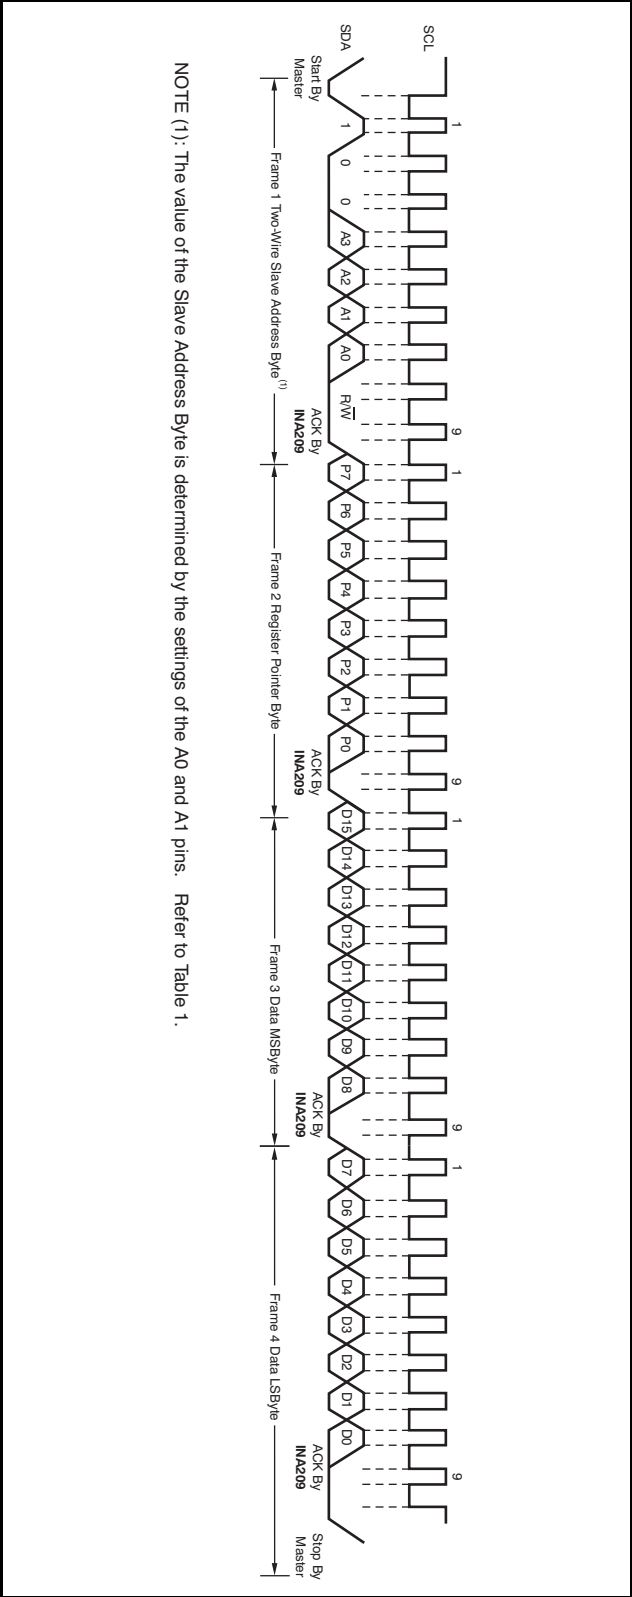 SCL
1
9
1
9
1
9
1
9
SDA
1
0
0
A3
A2
A1
A0
R/W
P7
P6
P5
P4
P3
P2
P1
P0
D15
D14
D13
D12
D11
D10
D9
D8
D7
D6
D5
D4
D3
D2
D1
D0
Start By
Master
ACK By
INA209
ACK By
INA209
ACK By
INA209
ACK By
INA209
Stop By
Master
Frame 1 Two-Wire Slave Address Byte (1)
Frame 2 Register Pointer Byte
Frame 3 Data MSByte
Frame 4 Data LSByte
NOTE (1): The value of the Slave Address Byte is determined by the settings of the A0 and A1 pins. Refer to Table 1.